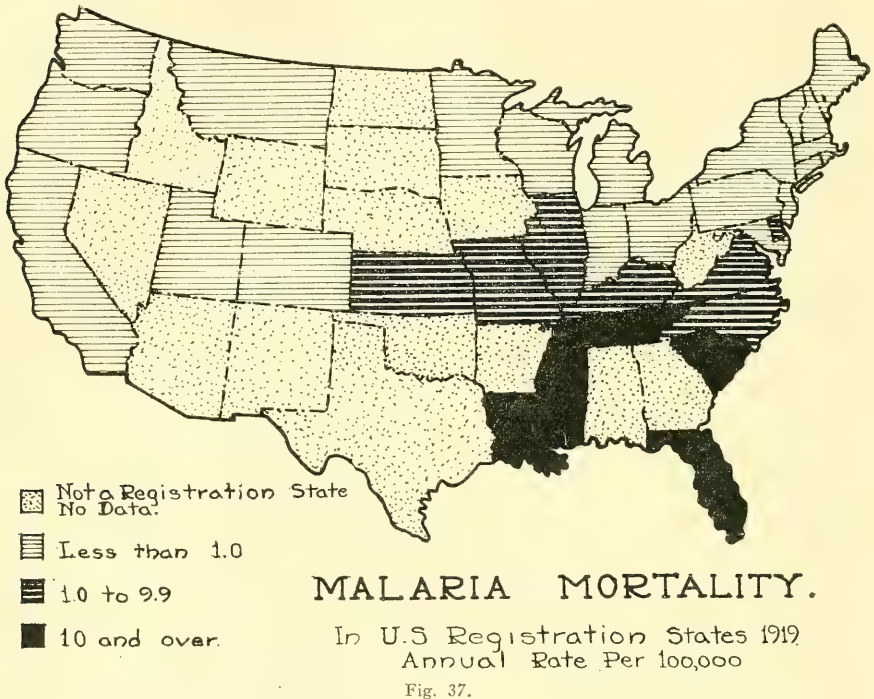 Not a Registration State
No Data.
Less than 1.0
1.0 to 9.9
10 and over.
MALARIA MORTALITY.
In U.S Registration States 1919
Annual Rate Per 100,000
Fig. 37.